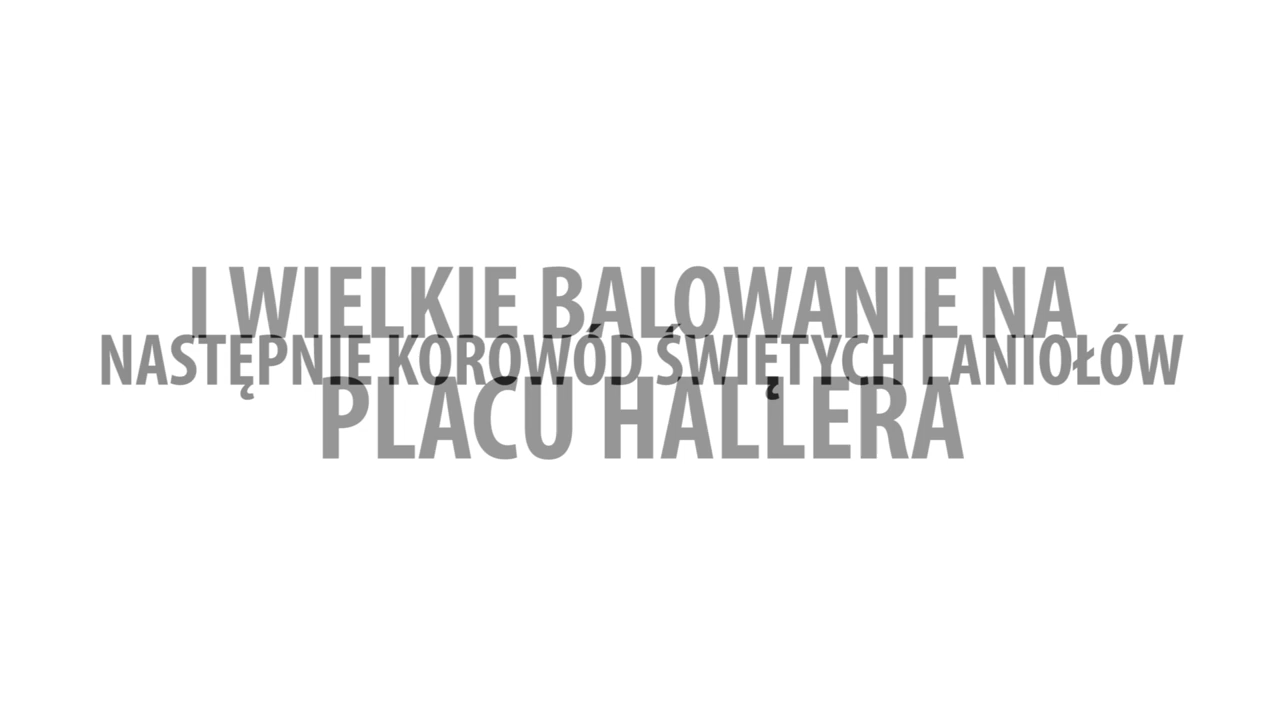 I WIELKIE BALOWANIE NA
NASTĘPNIE KOROWÓD ŚWIĘTYCH I ANIOŁÓW
PLACU HALLERA